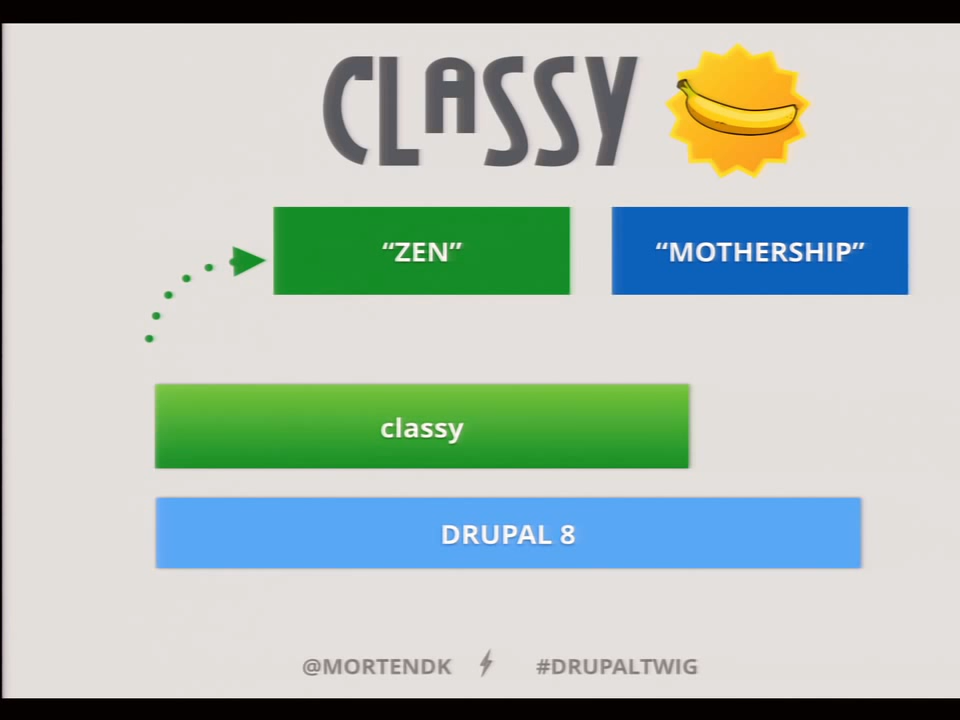 CLASSY
“ZEN”
“MOTHERSHIP”
classy
DRUPAL 8
@MORTENDK
#DRUPALTWIG